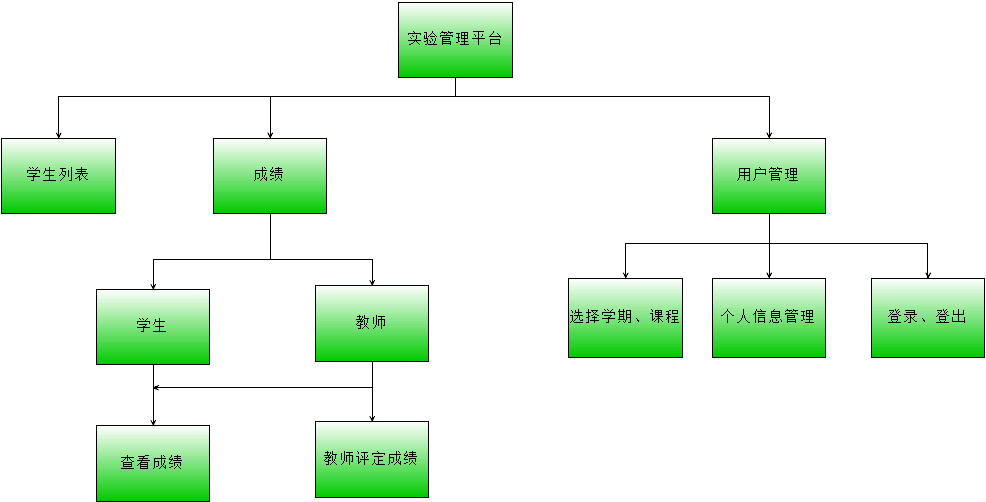 实验管理平台
学生列表
成绩
用户管理
学生
教师
选择学期、课程
个人信息管理
登录、登出
查看成绩
教师评定成绩